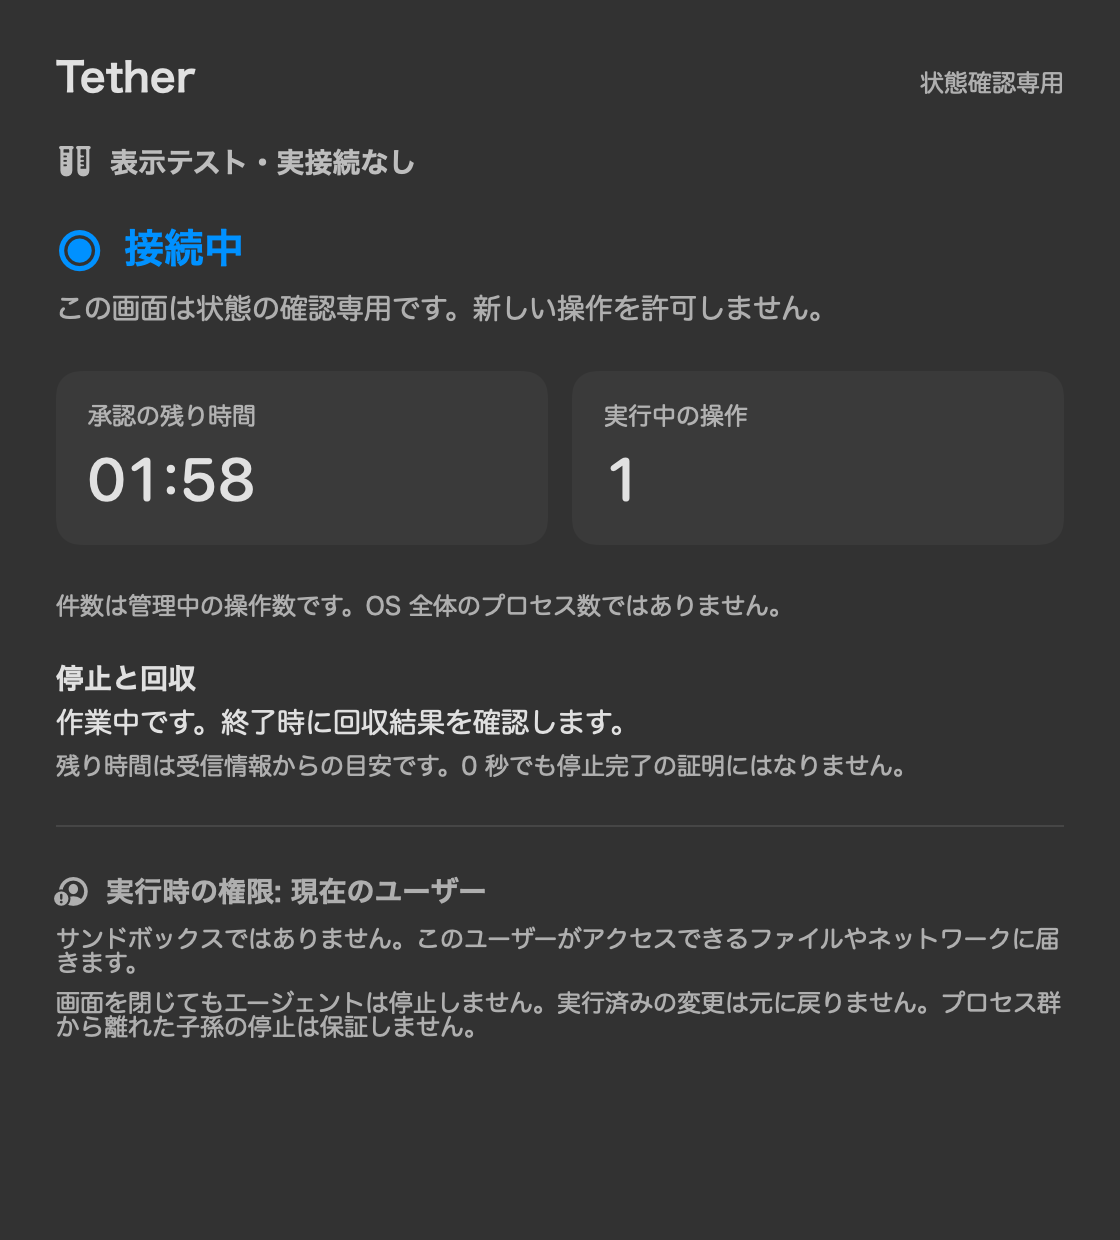 Tether
状態確認専用
表示テスト・実接続なし
接続中
この画面は状態の確認専用です。新しい操作を許可しません。
承認の残り時間
01:58
実行中の操作
1
件数は管理中の操作数です。OS 全体のプロセス数ではありません。
停止と回収
作業中です。終了時に回収結果を確認します。
残り時間は受信情報からの目安です。0 秒でも停止完了の証明にはなりません。
実行時の権限: 現在のユーザー
サンドボックスではありません。このユーザーがアクセスできるファイルやネットワークに届
きます。
画面を閉じてもエージェントは停止しません。実行済みの変更は元に戻りません。プロセス群
から離れた子孫の停止は保証しません。